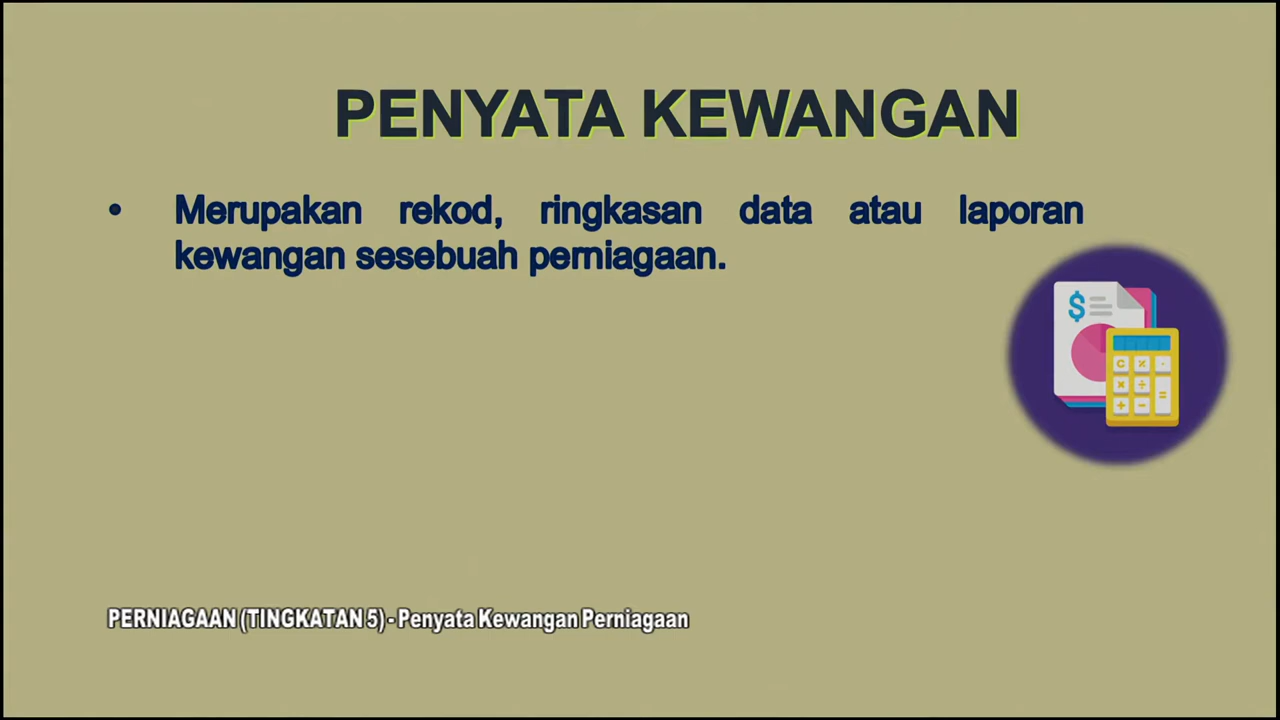 PENYATA KEWANGAN
• Merupakan rekod, ringkasan data atau laporan
kewangan sesebuah perniagaan.
$
C % -
× ÷
+ − =
PERNIAGAAN (TINGKATAN 5) - Penyata Kewangan Perniagaan